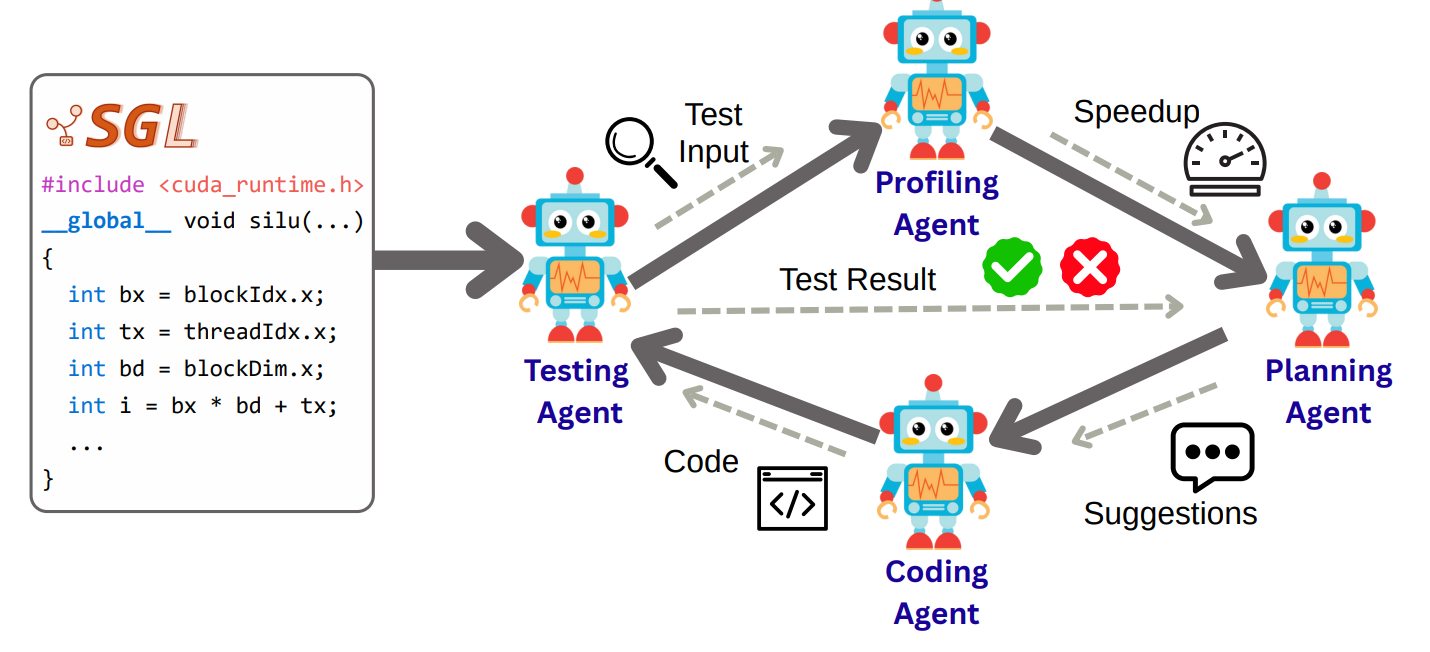 SGL
#include <cuda_runtime.h>
__global__ void silu(...)
{
int bx = blockIdx.x;
int tx = threadIdx.x;
int bd = blockDim.x;
int i = bx * bd + tx;
...
}
Test
Input
Speedup
Profiling
Agent
Test Result
Testing
Agent
Planning
Agent
Code
</>
Suggestions
Coding
Agent